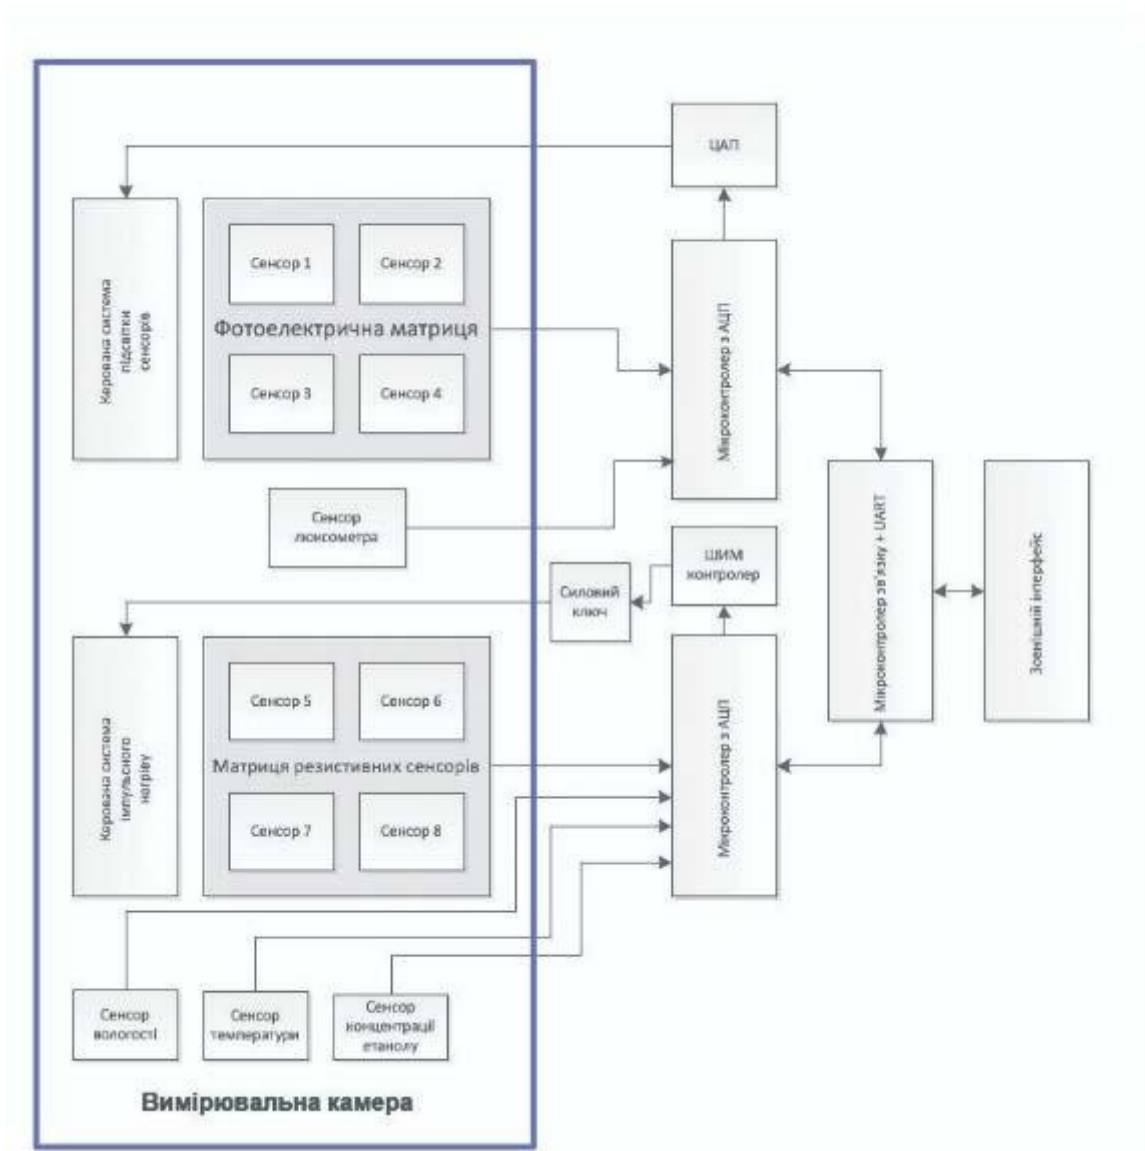 ЦАП
Керована система
підсвітки
сенсорів
Сенсор 1
Сенсор 2
Фотоелектрична матриця
Сенсор 3
Сенсор 4
Мікроконтролер з АЦП
Сенсор
люксометра
ШИМ
контролер
Силовий
ключ
Мікроконтролер зв'язку + UART
Зовнішній інтерфейс
Керована система
імпульсного
нагріву
Сенсор 5
Сенсор 6
Матриця резистивних сенсорів
Сенсор 7
Сенсор 8
Мікроконтролер з АЦП
Сенсор
вологості
Сенсор
температури
Сенсор
концентрації
етанолу
Вимірювальна камера